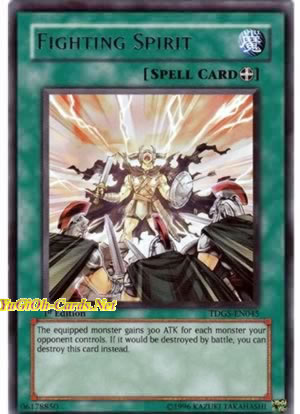 FIGHTING SPIRIT
魔
[SPELL CARD]
YuGiOh-Cards.Net
1st Edition
TDGS-EN045
The equipped monster gains 300 ATK for each monster your
opponent controls. If it would be destroyed by battle, you can
destroy this card instead.
06178850
©1996 KAZUKI TAKAHASHI